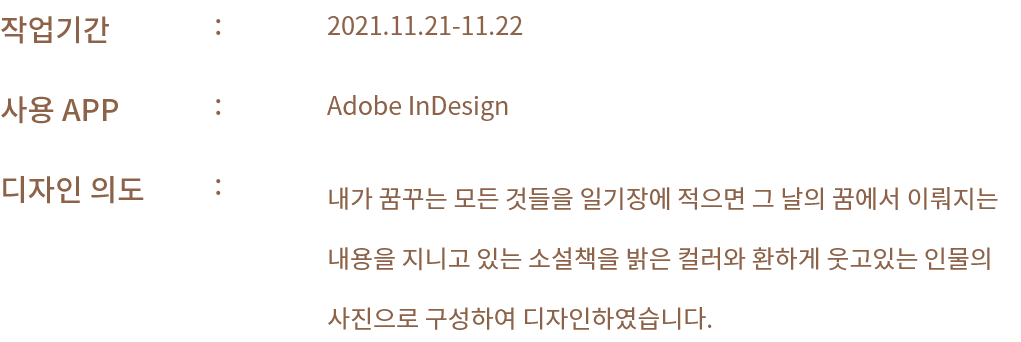 작업기간 : 2021.11.21-11.22
사용 APP : Adobe InDesign
디자인 의도 : 내가 꿈꾸는 모든 것들을 일기장에 적으면 그 날의 꿈에서 이뤄지는
내용을 지니고 있는 소설책을 밝은 컬러와 환하게 웃고있는 인물의
사진으로 구성하여 디자인하였습니다.